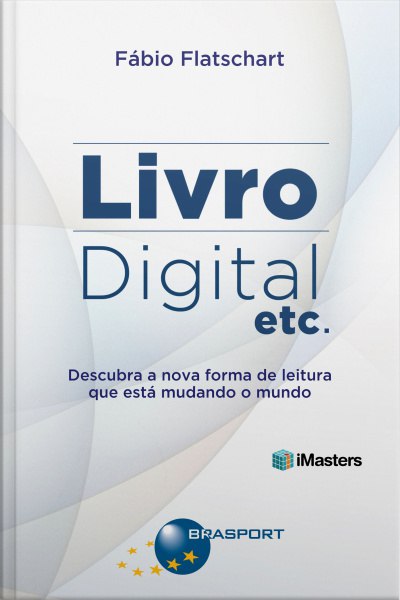 Fábio Flatschart
Livro
Digital
etc.
Descubra a nova forma de leitura
que está mudando o mundo
iMasters
BRASPORT